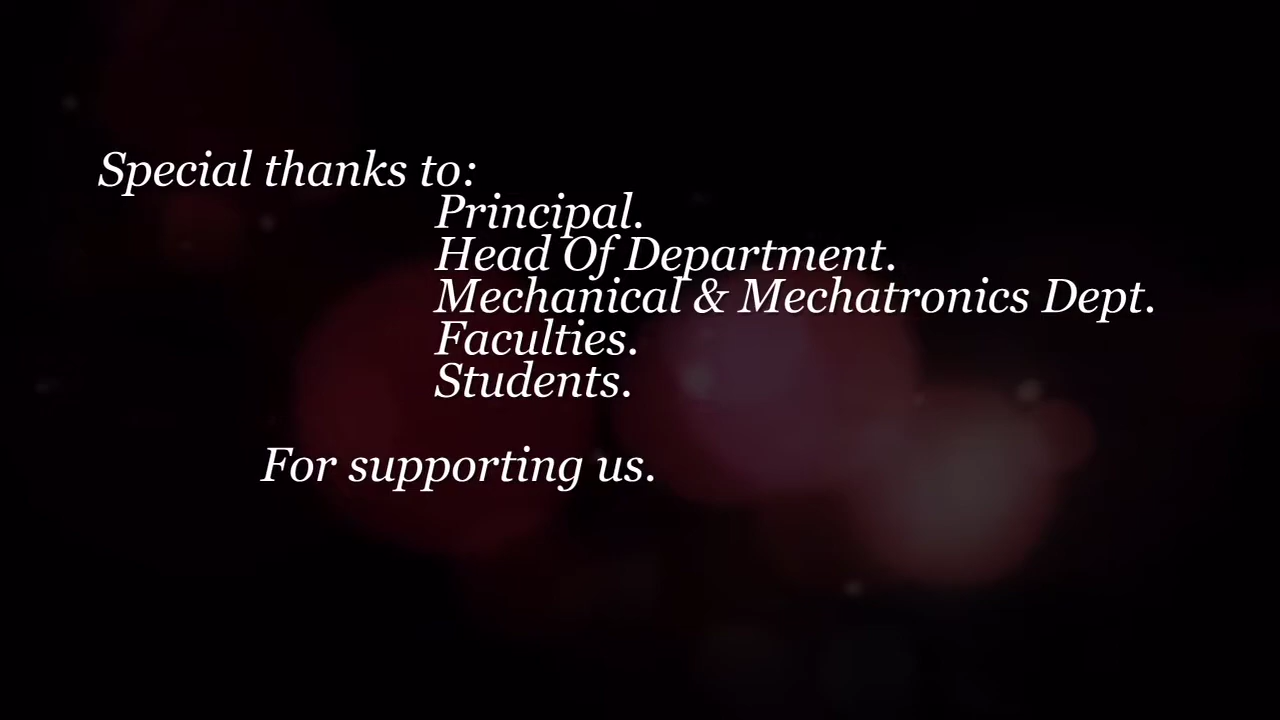 Special thanks to:
Principal.
Head Of Department.
Mechanical & Mechatronics Dept.
Faculties.
Students.
For supporting us.